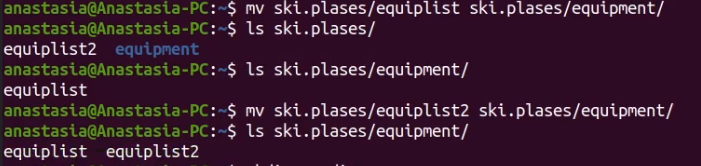 anastasia@Anastasia-PC:~$ mv ski.plases/equiplist ski.plases/equipment/
anastasia@Anastasia-PC:~$ ls ski.plases/
equiplist2  equipment
anastasia@Anastasia-PC:~$ ls ski.plases/equipment/
equiplist
anastasia@Anastasia-PC:~$ mv ski.plases/equiplist2 ski.plases/equipment/
anastasia@Anastasia-PC:~$ ls ski.plases/equipment/
equiplist  equiplist2